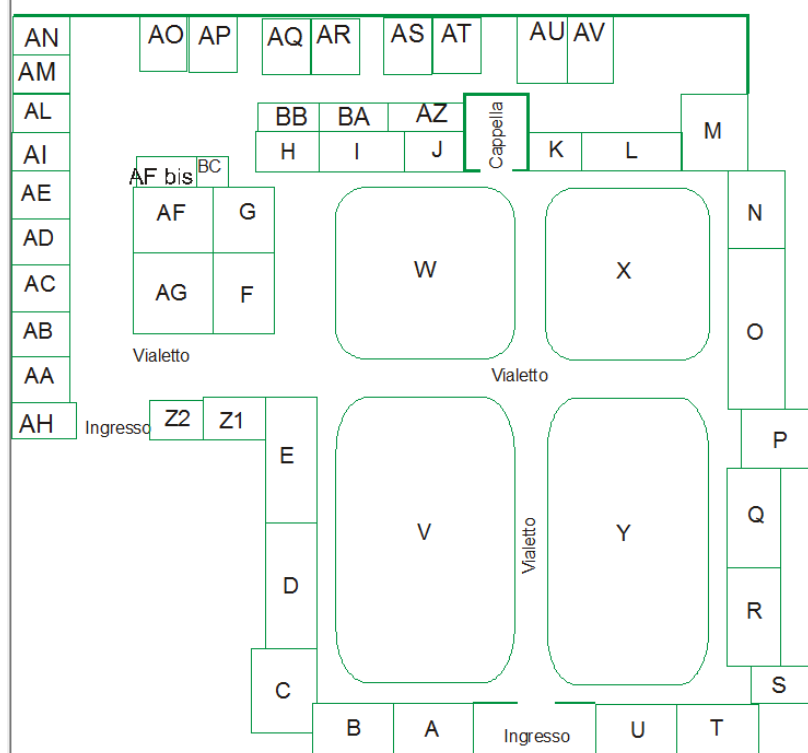 AN AO AP AQ AR AS AT AU AV
AM
AL BB BA AZ Cappella M
AI H I J K L
AF bis BC
AE AF G N
AD
W X
AC AG F
AB O
Vialetto
AA Vialetto
AH Ingresso Z2 Z1
E P
Q
V Vialetto Y
D R
C S
B A Ingresso U T